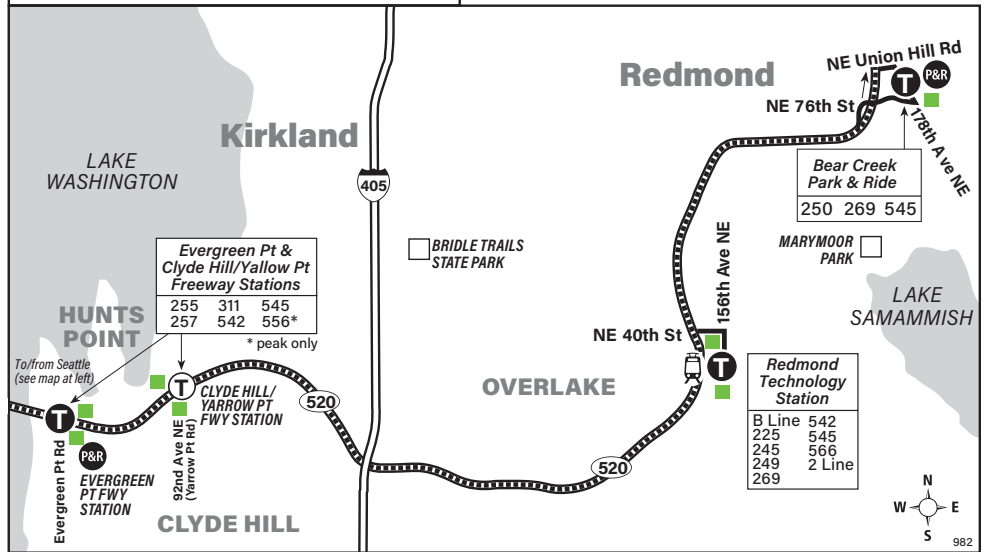 Redmond
NE Union Hill Rd
T
P&R
NE 76th St
178th Ave NE
Kirkland
LAKE
WASHINGTON
405
Bear Creek
Park & Ride
250 269 545
BRIDLE TRAILS
STATE PARK
MARYMOOR
PARK
LAKE
SAMAMMISH
156th Ave NE
NE 40th St
T
Evergreen Pt &
Clyde Hill/Yallow Pt
Freeway Stations
255 311 545
257 542 556*
* peak only
HUNTS
POINT
To/from Seattle
(see map at left)
T
CLYDE HILL/
YARROW PT
FWY STATION
520
OVERLAKE
Redmond
Technology
Station
B Line 542
225 545
245 566
249 2 Line
269
T
P&R
Evergreen Pt Rd
EVERGREEN
PT FWY
STATION
92nd Ave NE
(Yarrow Pt Rd)
CLYDE HILL
520
N
W E
S
982